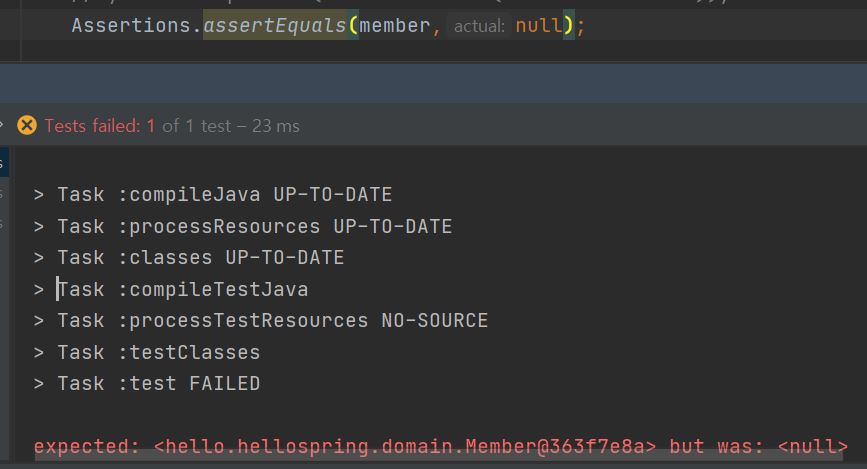 Assertions.assertEquals(member, actual: null);
Tests failed: 1 of 1 test – 23 ms
> Task :compileJava UP-TO-DATE
> Task :processResources UP-TO-DATE
> Task :classes UP-TO-DATE
> Task :compileTestJava
> Task :processTestResources NO-SOURCE
> Task :testClasses
> Task :test FAILED
expected: <hello.hellospring.domain.Member@363f7e8a> but was: <null>